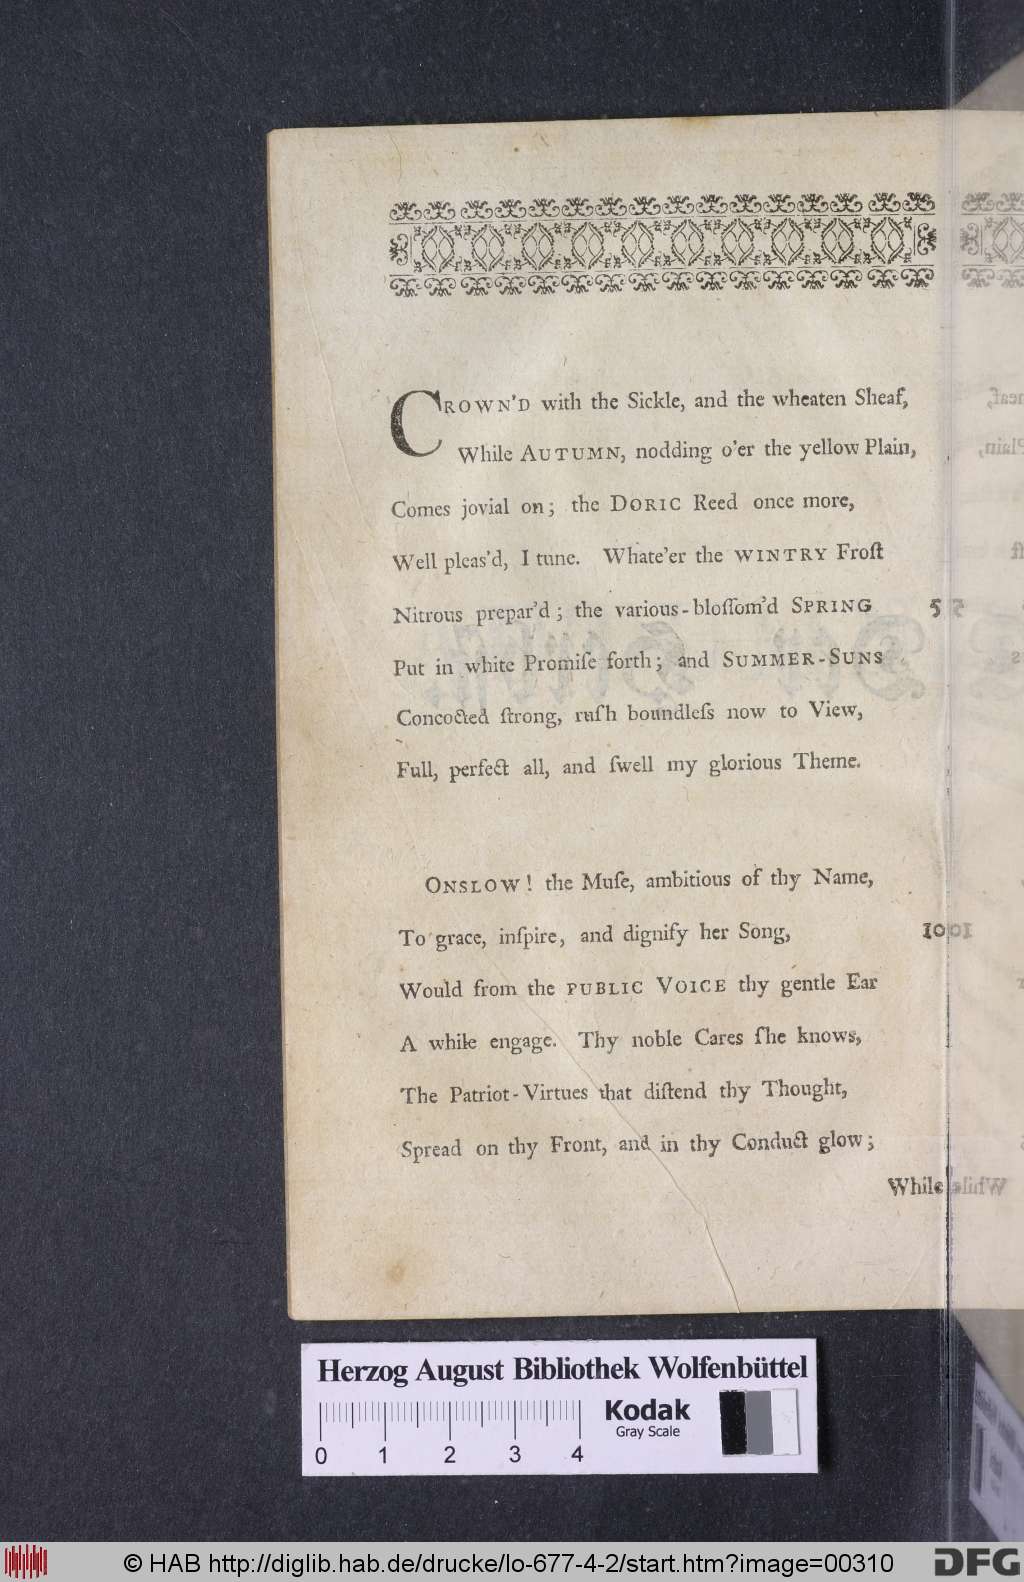 CROWN'D with the Sickle, and the wheaten Sheaf,
While AUTUMN, nodding o'er the yellow Plain,
Comes jovial on; the DORIC Reed once more,
Well pleas'd, I tune. Whate'er the WINTRY Froſt
Nitrous prepar'd; the various-bloſſom'd SPRING 5
Put in white Promiſe forth; and SUMMER-SUNS
Concocted ſtrong, ruſh boundleſs now to View,
Full, perfect all, and ſwell my glorious Theme.
ONSLOW! the Muſe, ambitious of thy Name,
To grace, inſpire, and dignify her Song, 10
Would from the PUBLIC VOICE thy gentle Ear
A while engage. Thy noble Cares ſhe knows,
The Patriot-Virtues that diſtend thy Thought,
Spread on thy Front, and in thy Conduct glow;
While
Herzog August Bibliothek Wolfenbüttel
Kodak
Gray Scale
0 1 2 3 4
© HAB http://diglib.hab.de/drucke/lo-677-4-2/start.htm?image=00310
DFG